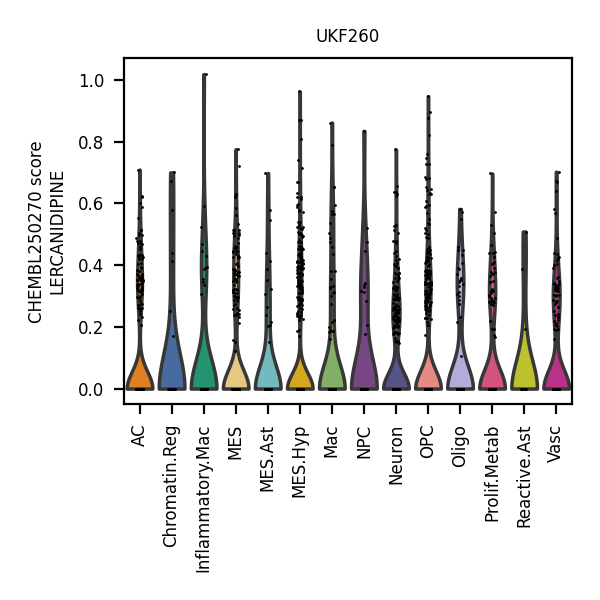 UKF260
CHEMBL250270 score
LERCANIDIPINE
1.0
0.8
0.6
0.4
0.2
0.0
AC
Chromatin.Reg
Inflammatory.Mac
MES
MES.Ast
MES.Hyp
Mac
NPC
Neuron
OPC
Oligo
Prolif.Metab
Reactive.Ast
Vasc